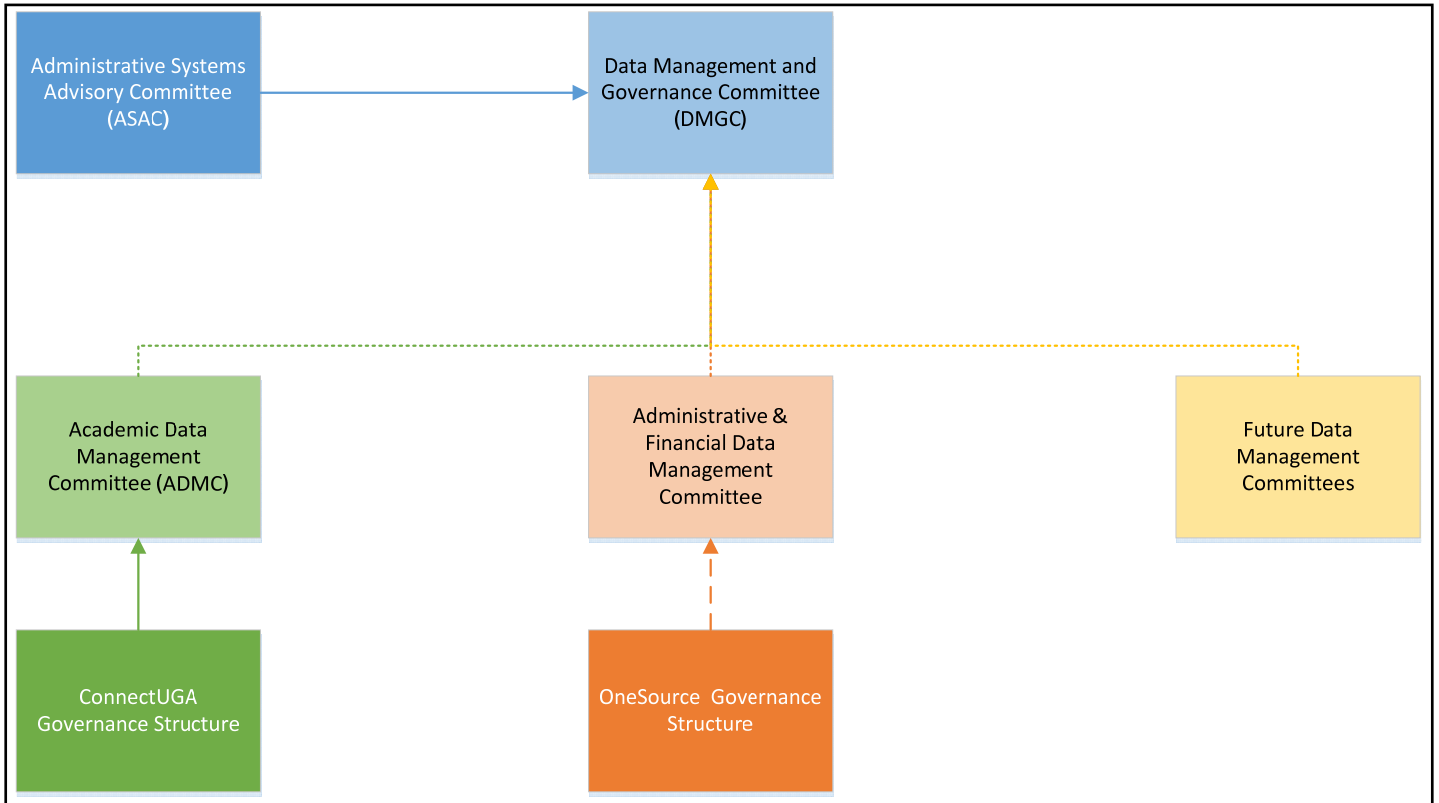 Administrative Systems
Advisory Committee
(ASAC)
Data Management and
Governance Committee
(DMGC)
Academic Data
Management
Committee (ADMC)
Administrative &
Financial Data
Management
Committee
Future Data
Management
Committees
ConnectUGA
Governance Structure
OneSource  Governance
Structure